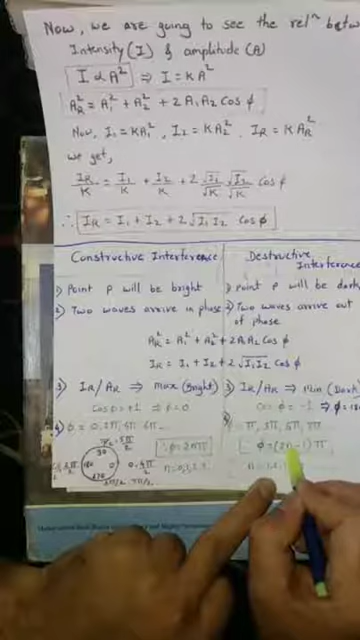 Now, we are going to see the relⁿ betw
Intensity (I) & amplitude (A)
I ∝ A² ⇒ I = KA²
A_R² = A₁² + A₂² + 2A₁A₂ Cos φ
Now, I₁ = KA₁², I₂ = KA₂², I_R = KA_R²
we get,
I_R/K = I₁/K + I₂/K + 2 √I₁/√K √I₂/√K Cos φ
∴ I_R = I₁ + I₂ + 2√I₁I₂ Cos φ
Constructive Interference
1) Point P will be bright
2) Two waves arrive in phase
Destructive Interference
1) Point P will be dark
2) Two waves arrive out of phase
A_R² = A₁² + A₂² + 2A₁A₂ Cos φ
I_R = I₁ + I₂ + 2√I₁I₂ Cos φ
3) I_R/A_R ⇒ max (Bright)
Cos φ = +1 ⇒ φ = 0
4) φ = 0, 2π, 4π, 6π..
∴ φ = 2nπ
3) I_R/A_R ⇒ Min (Dark
Cos φ = -1 ⇒ φ = 18
π, 3π, 5π, 7π
φ = (2n-1)π